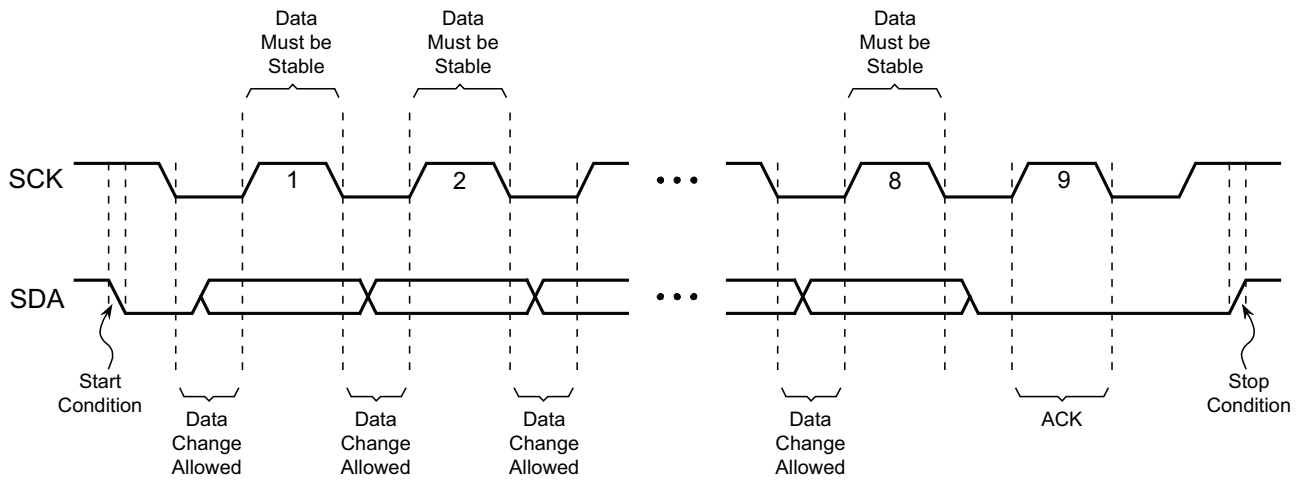 Data
Must be
Stable
Data
Must be
Stable
Data
Must be
Stable
SCK
1
2
8
9
SDA
Start
Condition
Data
Change
Allowed
Data
Change
Allowed
Data
Change
Allowed
Data
Change
Allowed
ACK
Stop
Condition